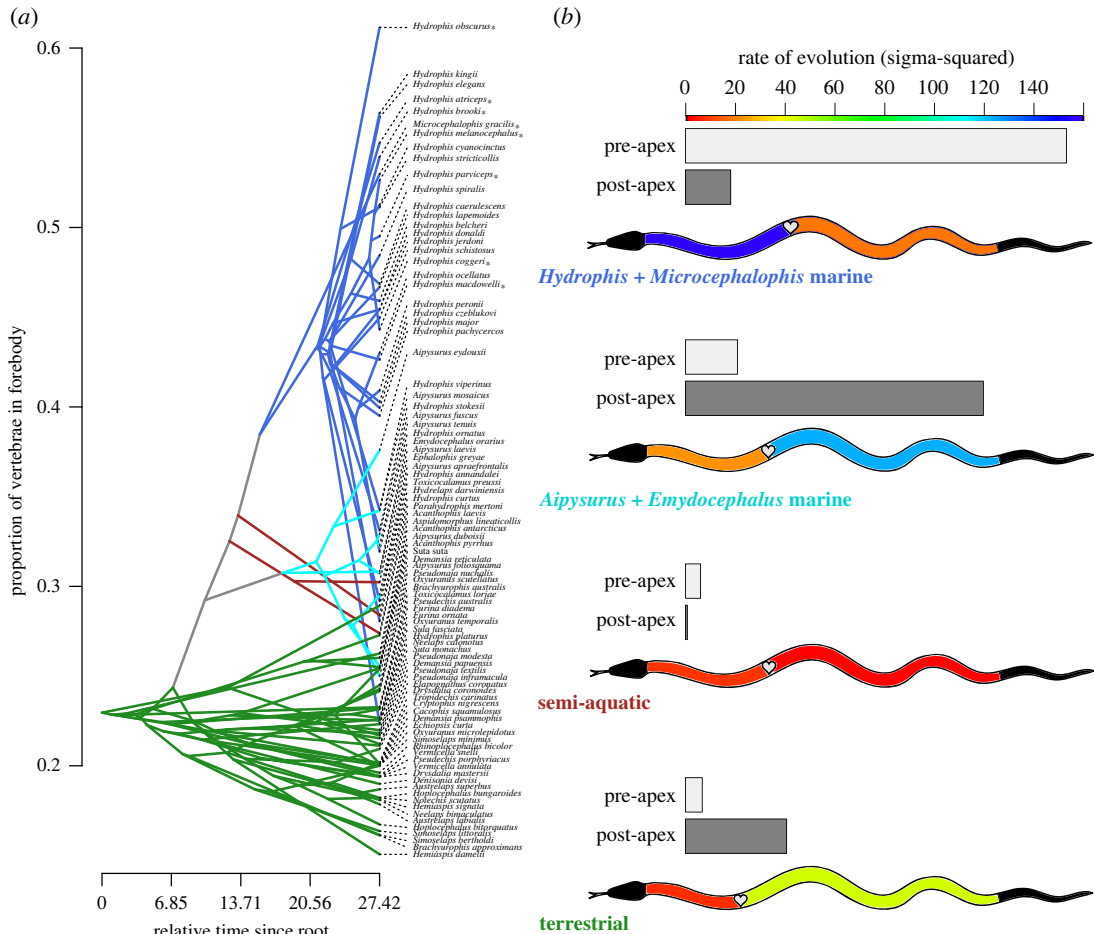 (a)
0.6
0.5
0.4
0.3
0.2
proportion of vertebrae in forebody
0
6.85
13.71
20.56
27.42
relative time since root
Hydrophis obscurus*
Hydrophis kingii
Hydrophis elegans
Hydrophis atriceps*
Hydrophis brooki*
Microcephalophis gracilis*
Hydrophis melanocephalus*
Hydrophis cyanocinctus
Hydrophis stricticollis
Hydrophis parviceps*
Hydrophis spiralis
Hydrophis caerulescens
Hydrophis lapemoides
Hydrophis belcheri
Hydrophis donaldi
Hydrophis jerdoni
Hydrophis schistosus
Hydrophis coggeri*
Hydrophis ocellatus
Hydrophis macdowelli*
Hydrophis peronii
Hydrophis czeblukovi
Hydrophis major
Hydrophis pachycercos
Aipysurus eydouxii
Hydrophis viperinus
Aipysurus mosaicus
Hydrophis stokesii
Aipysurus fuscus
Aipysurus tenuis
Hydrophis ornatus
Emydocephalus orarius
Aipysurus laevis
Ephalophis greyae
Aipysurus apraefrontalis
Hydrophis annandalei
Toxicocalamus preussi
Hydrelaps darwiniensis
Hydrophis curtus
Parahydrophis mertoni
Acanthophis laevis
Aspidomorphus lineaticollis
Acanthophis antarcticus
Aipysurus duboisii
Acanthophis pyrrhus
Suta suta
Demansia reticulata
Aipysurus foliosquama
Pseudonaja nuchalis
Oxyuranus scutellatus
Brachyurophis australis
Toxicocalamus loriae
Pseudechis australis
Furina diadema
Furina ornata
Oxyuranus temporalis
Suta fasciata
Hydrophis platurus
Neelaps calonotus
Suta monachus
Pseudonaja modesta
Demansia papuensis
Pseudonaja textilis
Pseudonaja inframacula
Elapognathus coronatus
Drysdalia coronoides
Tropidechis carinatus
Cryptophis nigrescens
Cacophis squamulosus
Demansia psammophis
Echiopsis curta
Oxyuranus microlepidotus
Simoselaps minimus
Rhinoplocephalus bicolor
Vermicella snelli
Pseudechis porphyriacus
Vermicella annulata
Drysdalia mastersii
Denisonia devisi
Austrelaps superbus
Hoplocephalus bungaroides
Notechis scutatus
Hemiaspis signata
Neelaps bimaculatus
Austrelaps labialis
Hoplocephalus bitorquatus
Simoselaps littoralis
Simoselaps bertholdi
Brachyurophis approximans
Hemiaspis damelii
(b)
rate of evolution (sigma-squared)
0 20 40 60 80 100 120 140
pre-apex
post-apex
Hydrophis + Microcephalophis marine
pre-apex
post-apex
Aipysurus + Emydocephalus marine
pre-apex
post-apex
semi-aquatic
pre-apex
post-apex
terrestrial